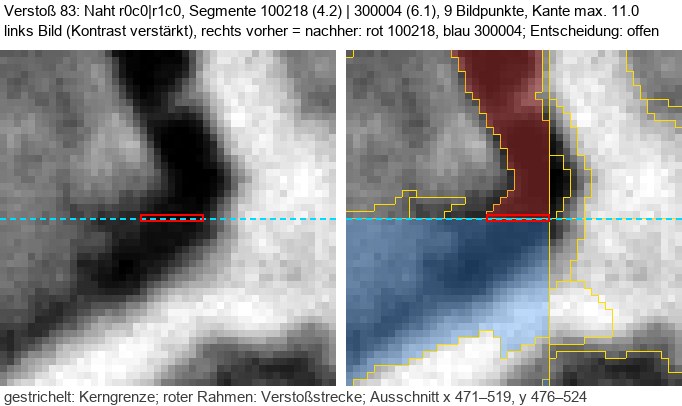 Verstoß 83: Naht r0c0|r1c0, Segmente 100218 (4.2) | 300004 (6.1), 9 Bildpunkte, Kante max. 11.0
links Bild (Kontrast verstärkt), rechts vorher = nachher: rot 100218, blau 300004; Entscheidung: offen
gestrichelt: Kerngrenze; roter Rahmen: Verstoßstrecke; Ausschnitt x 471–519, y 476–524